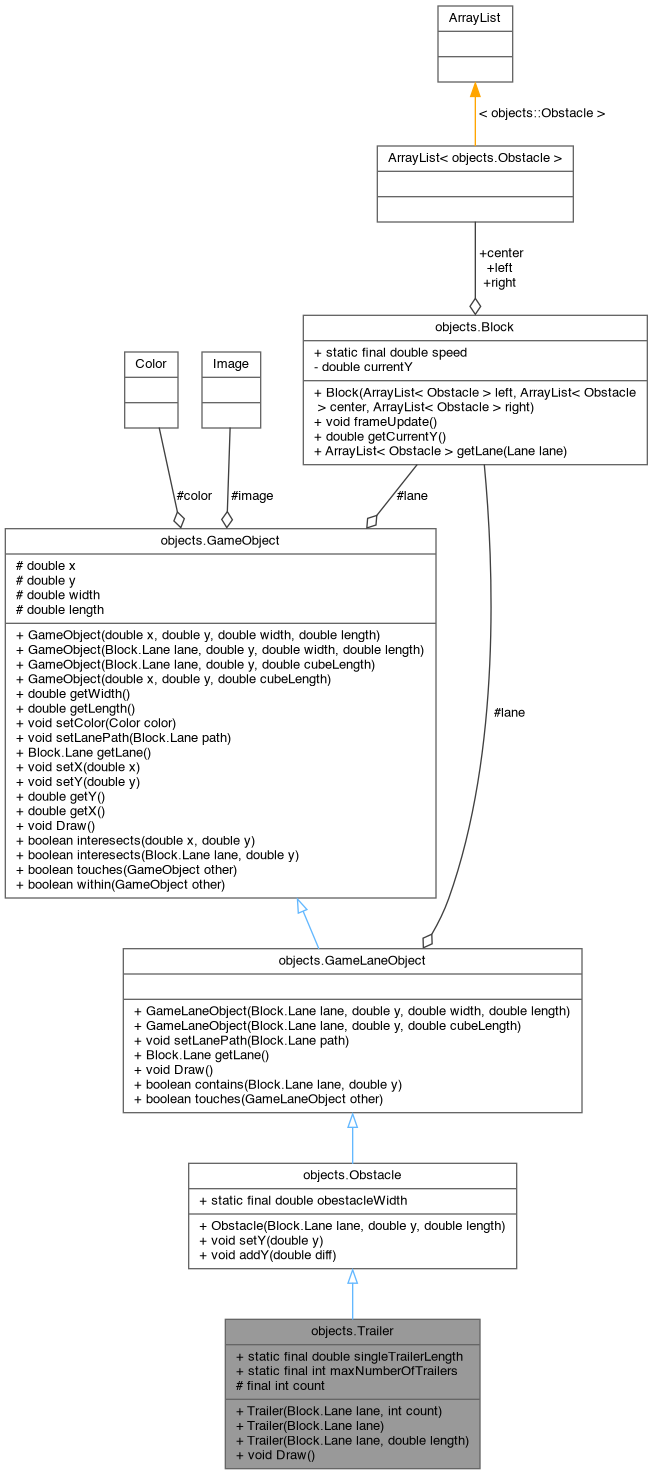 ArrayList
< objects::Obstacle >
ArrayList< objects.Obstacle >
+center
+left
+right
objects.Block
+ static final double speed
- double currentY
+ Block(ArrayList< Obstacle > left, ArrayList< Obstacle
> center, ArrayList< Obstacle > right)
+ void frameUpdate()
+ double getCurrentY()
+ ArrayList< Obstacle > getLane(Lane lane)
Color
Image
#color
#image
#lane
objects.GameObject
# double x
# double y
# double width
# double length
+ GameObject(double x, double y, double width, double length)
+ GameObject(Block.Lane lane, double y, double width, double length)
+ GameObject(Block.Lane lane, double y, double cubeLength)
+ GameObject(double x, double y, double cubeLength)
+ double getWidth()
+ double getLength()
+ void setColor(Color color)
+ void setLanePath(Block.Lane path)
+ Block.Lane getLane()
+ void setX(double x)
+ void setY(double y)
+ double getY()
+ double getX()
+ void Draw()
+ boolean interesects(double x, double y)
+ boolean interesects(Block.Lane lane, double y)
+ boolean touches(GameObject other)
+ boolean within(GameObject other)
#lane
objects.GameLaneObject
+ GameLaneObject(Block.Lane lane, double y, double width, double length)
+ GameLaneObject(Block.Lane lane, double y, double cubeLength)
+ void setLanePath(Block.Lane path)
+ Block.Lane getLane()
+ void Draw()
+ boolean contains(Block.Lane lane, double y)
+ boolean touches(GameLaneObject other)
objects.Obstacle
+ static final double obestacleWidth
+ Obstacle(Block.Lane lane, double y, double length)
+ void setY(double y)
+ void addY(double diff)
objects.Trailer
+ static final double singleTrailerLength
+ static final int maxNumberOfTrailers
# final int count
+ Trailer(Block.Lane lane, int count)
+ Trailer(Block.Lane lane)
+ Trailer(Block.Lane lane, double length)
+ void Draw()